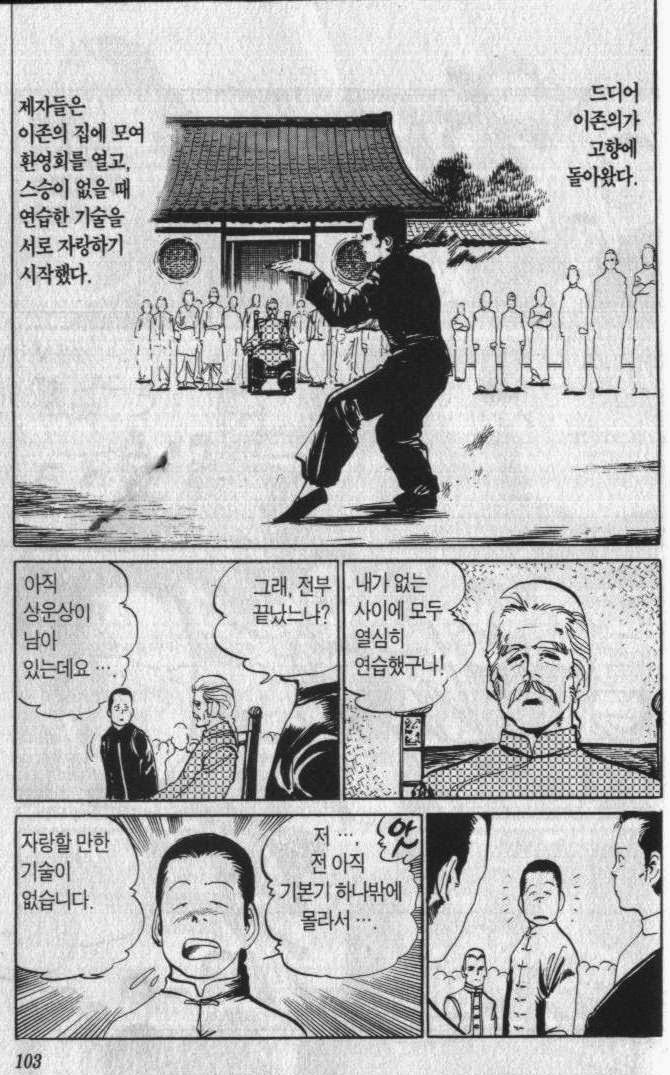 드디어
이존의가
고향에
돌아왔다.
제자들은
이존의 집에 모여
환영회를 열고,
스승이 없을 때
연습한 기술을
서로 자랑하기
시작했다.
내가 없는
사이에 모두
열심히
연습했구나!
그래, 전부
끝났느냐?
아직
상운상이
남아
있는데요 ….
앗
저 …,
전 아직
기본기 하나밖에
몰라서 ….
자랑할 만한
기술이
없습니다.
103